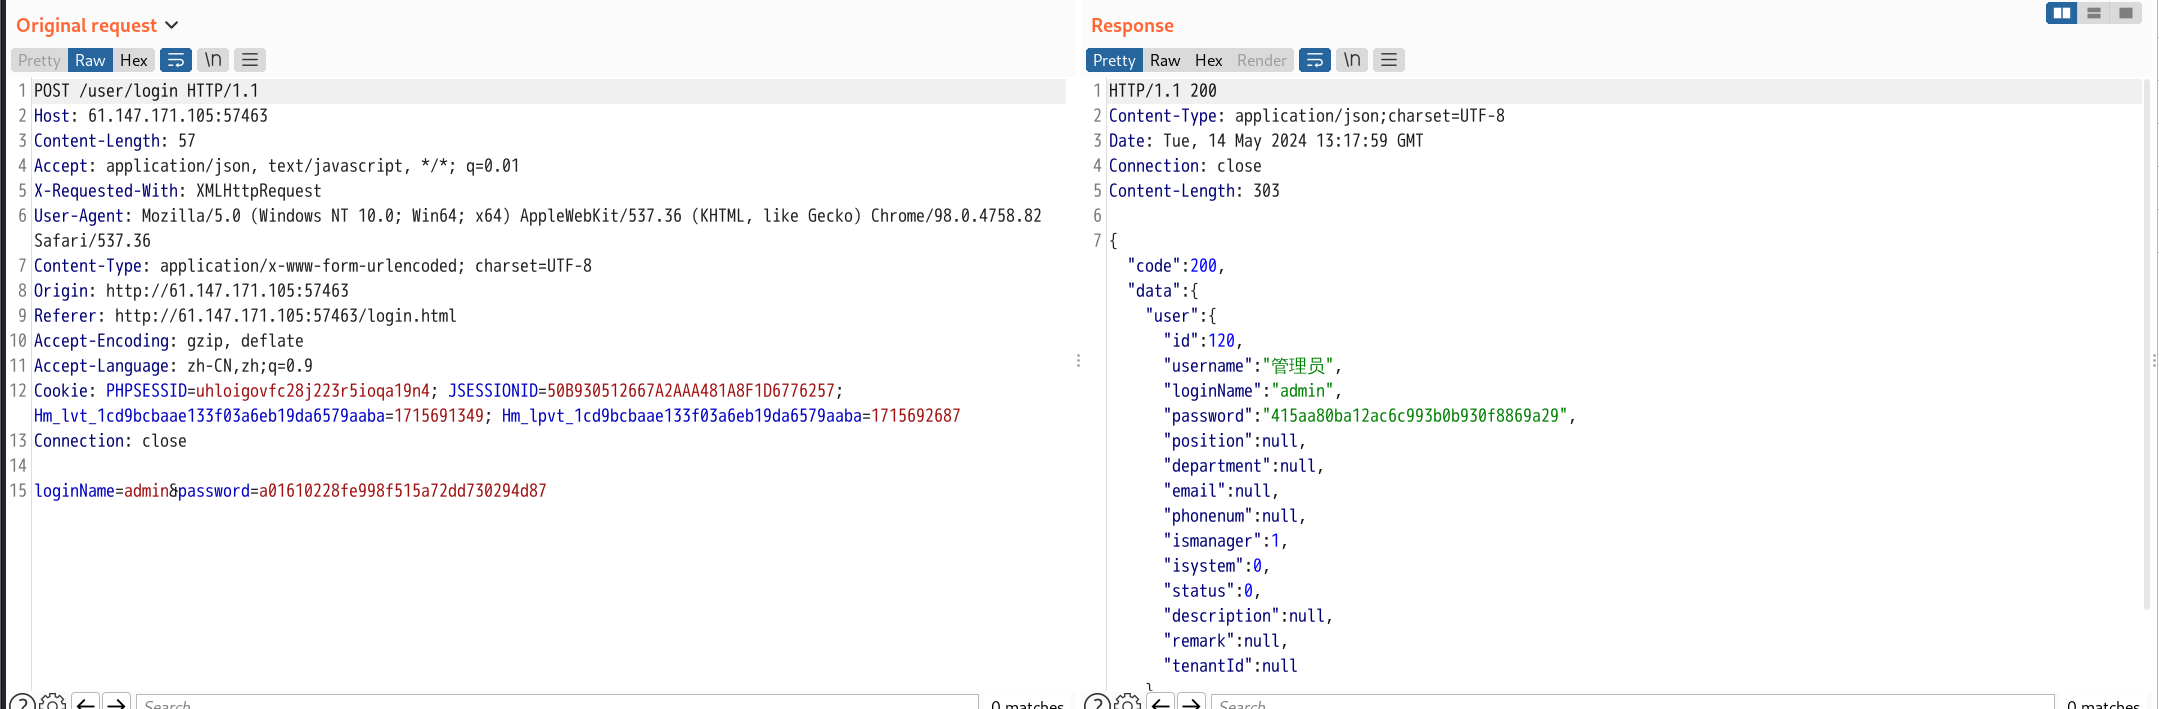 Original request
Pretty Raw Hex \n
1 POST /user/login HTTP/1.1
2 Host: 61.147.171.105:57463
3 Content-Length: 57
4 Accept: application/json, text/javascript, */*; q=0.01
5 X-Requested-With: XMLHttpRequest
6 User-Agent: Mozilla/5.0 (Windows NT 10.0; Win64; x64) AppleWebKit/537.36 (KHTML, like Gecko) Chrome/98.0.4758.82
Safari/537.36
7 Content-Type: application/x-www-form-urlencoded; charset=UTF-8
8 Origin: http://61.147.171.105:57463
9 Referer: http://61.147.171.105:57463/login.html
10 Accept-Encoding: gzip, deflate
11 Accept-Language: zh-CN,zh;q=0.9
12 Cookie: PHPSESSID=uhloigovfc28j223r5ioqa19n4; JSESSIONID=50B930512667A2AAA481A8F1D6776257;
Hm_lvt_1cd9bcbaae133f03a6eb19da6579aaba=1715691349; Hm_lpvt_1cd9bcbaae133f03a6eb19da6579aaba=1715692687
13 Connection: close
14
15 loginName=admin&password=a01610228fe998f515a72dd730294d87
Search...
0 matches
Response
Pretty Raw Hex Render \n
1 HTTP/1.1 200
2 Content-Type: application/json;charset=UTF-8
3 Date: Tue, 14 May 2024 13:17:59 GMT
4 Connection: close
5 Content-Length: 303
6
7 {
"code":200,
"data":{
"user":{
"id":120,
"username":"管理员",
"loginName":"admin",
"password":"415aa80ba12ac6c993b0b930f8869a29",
"position":null,
"department":null,
"email":null,
"phonenum":null,
"ismanager":1,
"isystem":0,
"status":0,
"description":null,
"remark":null,
"tenantId":null
}
Search...
0 matches